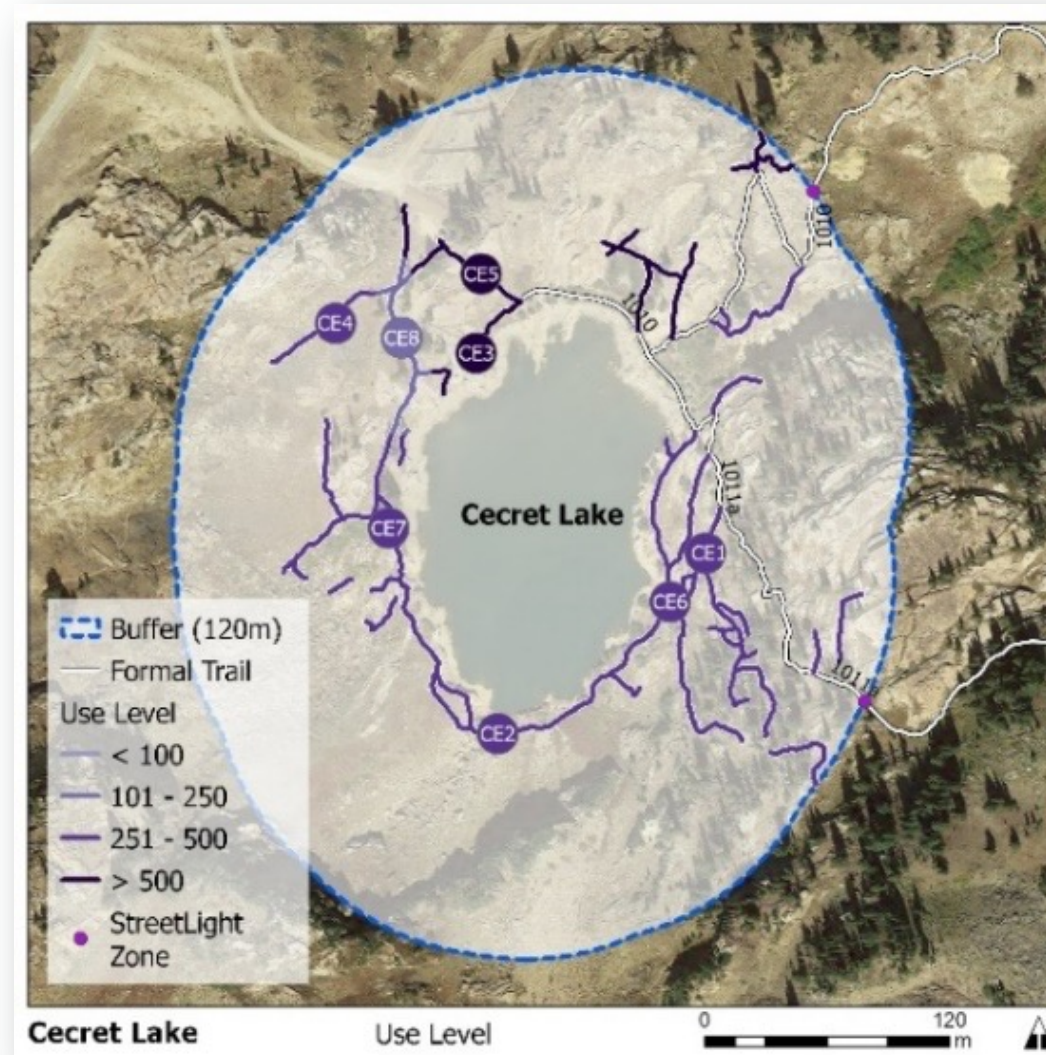 1010
CE5
CE4
CE8
CE3
1010
1011a
Cecret Lake
CE7
CE1
CE6
CE2
Buffer (120m)
Formal Trail
Use Level
< 100
101 - 250
251 - 500
> 500
StreetLight
Zone
Cecret Lake
Use Level
0
120
m